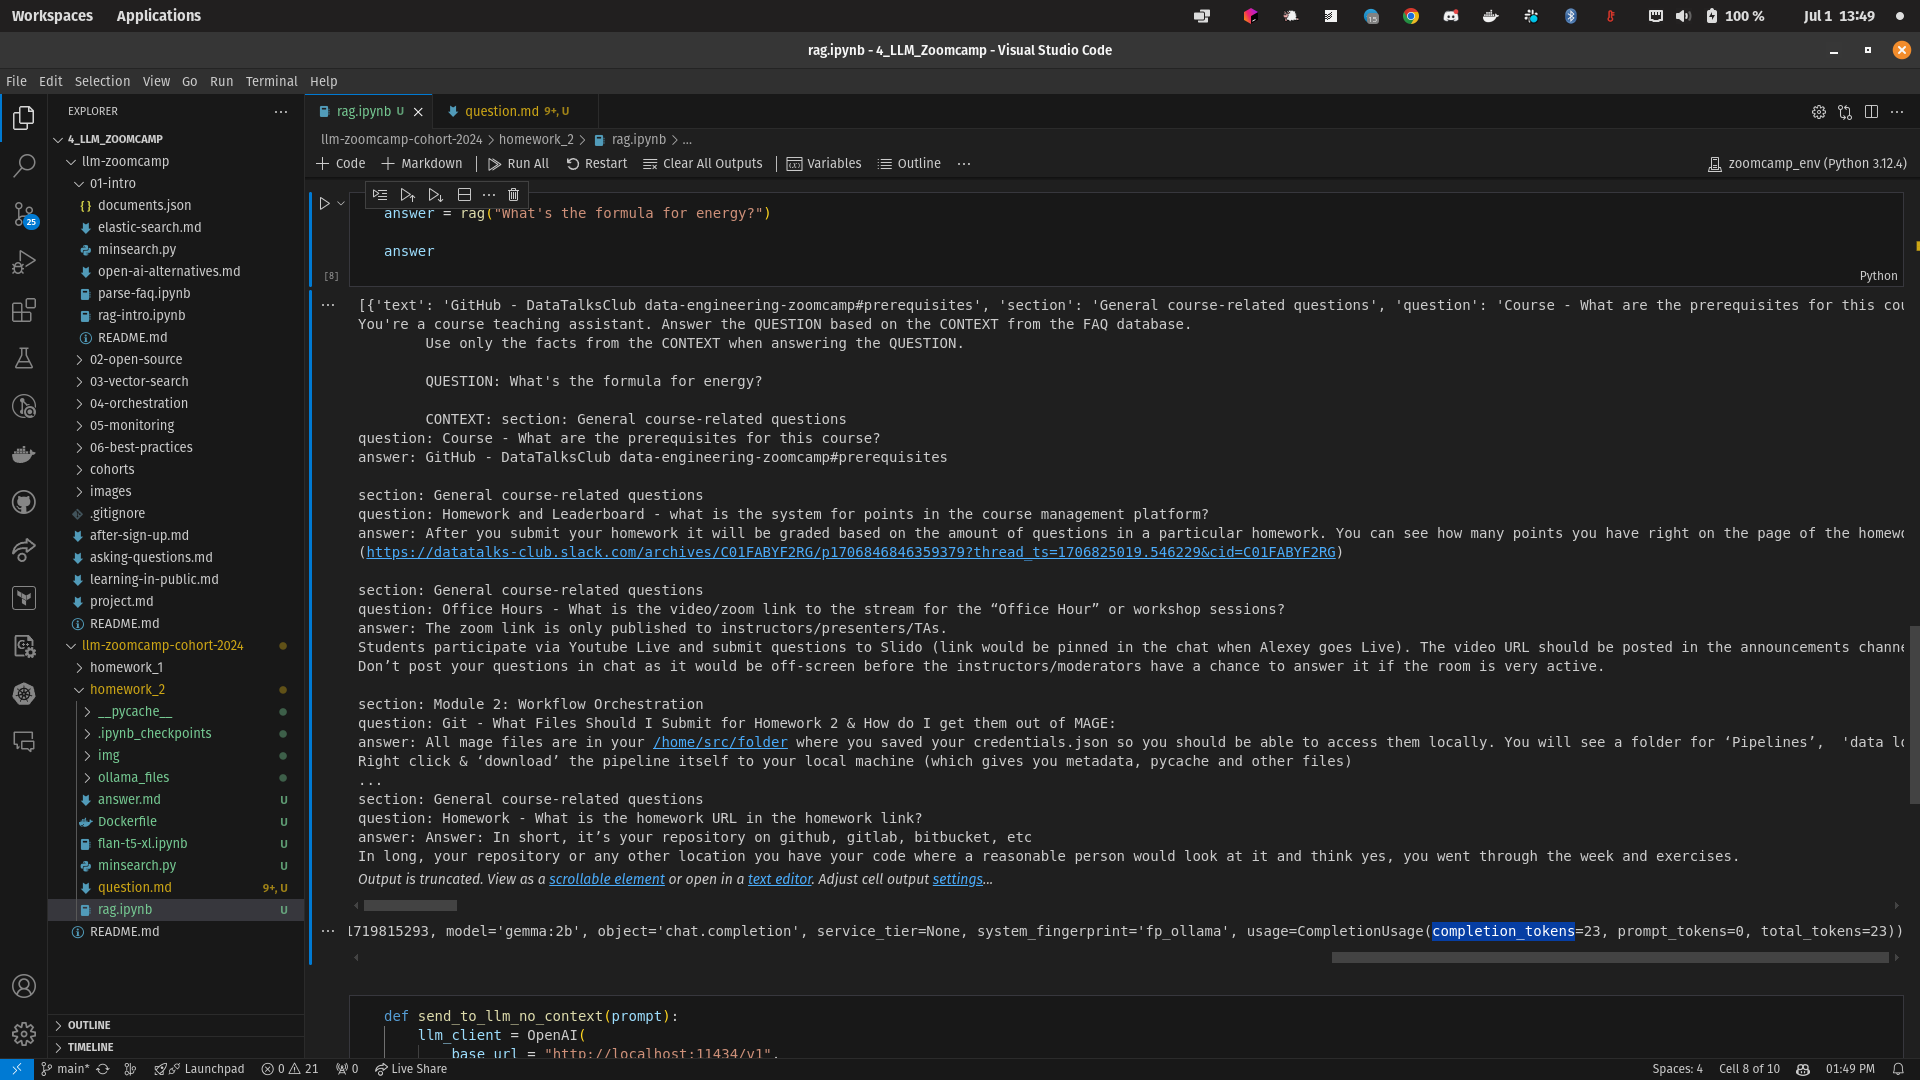 Workspaces Applications 15 100 % Jul 1 13:49
rag.ipynb - 4_LLM_Zoomcamp - Visual Studio Code
File Edit Selection View Go Run Terminal Help
EXPLORER
4_LLM_ZOOMCAMP
llm-zoomcamp
01-intro
{} documents.json
elastic-search.md
minsearch.py
open-ai-alternatives.md
parse-faq.ipynb
rag-intro.ipynb
README.md
02-open-source
03-vector-search
04-orchestration
05-monitoring
06-best-practices
cohorts
images
.gitignore
after-sign-up.md
asking-questions.md
learning-in-public.md
project.md
README.md
llm-zoomcamp-cohort-2024
homework_1
homework_2
__pycache__
.ipynb_checkpoints
img
ollama_files
answer.md U
Dockerfile U
flan-t5-xl.ipynb U
minsearch.py U
question.md 9+, U
rag.ipynb U
README.md
OUTLINE
TIMELINE
25
rag.ipynb U question.md 9+, U
llm-zoomcamp-cohort-2024 > homework_2 > rag.ipynb > ...
Code Markdown Run All Restart Clear All Outputs Variables Outline zoomcamp_env (Python 3.12.4)
answer = rag("What's the formula for energy?")
answer
[8]
Python
[{'text': 'GitHub - DataTalksClub data-engineering-zoomcamp#prerequisites', 'section': 'General course-related questions', 'question': 'Course - What are the prerequisites for this cou
You're a course teaching assistant. Answer the QUESTION based on the CONTEXT from the FAQ database.
Use only the facts from the CONTEXT when answering the QUESTION.
QUESTION: What's the formula for energy?
CONTEXT: section: General course-related questions
question: Course - What are the prerequisites for this course?
answer: GitHub - DataTalksClub data-engineering-zoomcamp#prerequisites
section: General course-related questions
question: Homework and Leaderboard - what is the system for points in the course management platform?
answer: After you submit your homework it will be graded based on the amount of questions in a particular homework. You can see how many points you have right on the page of the homewo
(https://datatalks-club.slack.com/archives/C01FABYF2RG/p1706846846359379?thread_ts=1706825019.546229&cid=C01FABYF2RG)
section: General course-related questions
question: Office Hours - What is the video/zoom link to the stream for the “Office Hour” or workshop sessions?
answer: The zoom link is only published to instructors/presenters/TAs.
Students participate via Youtube Live and submit questions to Slido (link would be pinned in the chat when Alexey goes Live). The video URL should be posted in the announcements channe
Don’t post your questions in chat as it would be off-screen before the instructors/moderators have a chance to answer it if the room is very active.
section: Module 2: Workflow Orchestration
question: Git - What Files Should I Submit for Homework 2 & How do I get them out of MAGE:
answer: All mage files are in your /home/src/folder where you saved your credentials.json so you should be able to access them locally. You will see a folder for ‘Pipelines’,  'data lo
Right click & ‘download’ the pipeline itself to your local machine (which gives you metadata, pycache and other files)
...
section: General course-related questions
question: Homework - What is the homework URL in the homework link?
answer: Answer: In short, it’s your repository on github, gitlab, bitbucket, etc
In long, your repository or any other location you have your code where a reasonable person would look at it and think yes, you went through the week and exercises.
Output is truncated. View as a scrollable element or open in a text editor. Adjust cell output settings...
1719815293, model='gemma:2b', object='chat.completion', service_tier=None, system_fingerprint='fp_ollama', usage=CompletionUsage(completion_tokens=23, prompt_tokens=0, total_tokens=23))
def send_to_llm_no_context(prompt):
llm_client = OpenAI(
base_url = "http://localhost:11434/v1",
main* Launchpad 0 21 0 Live Share Spaces: 4 Cell 8 of 10 01:49 PM